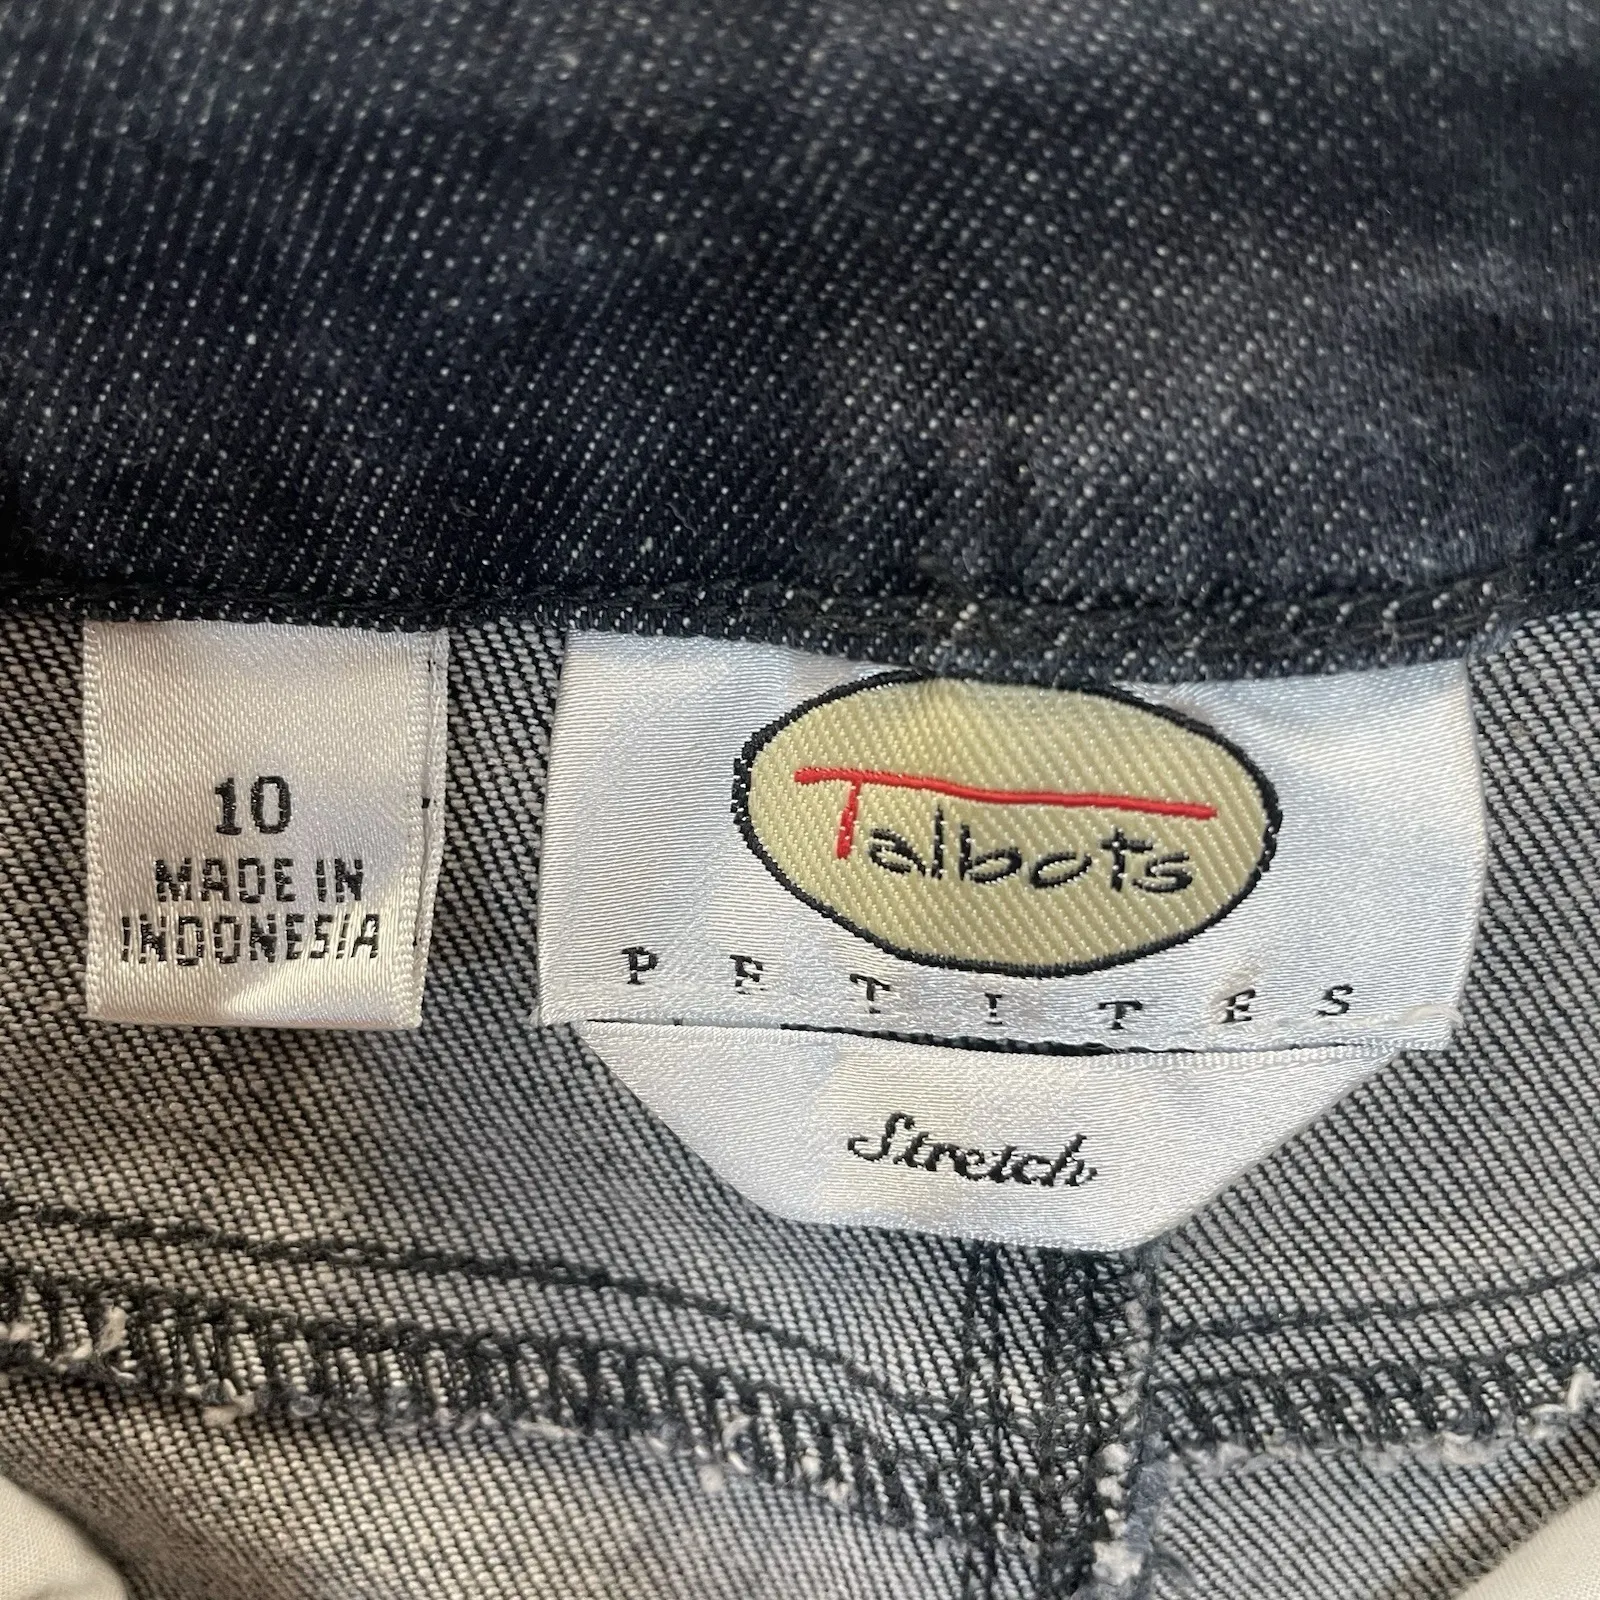 10
MADE IN
INDONESIA
Talbots
PETITES
Stretch